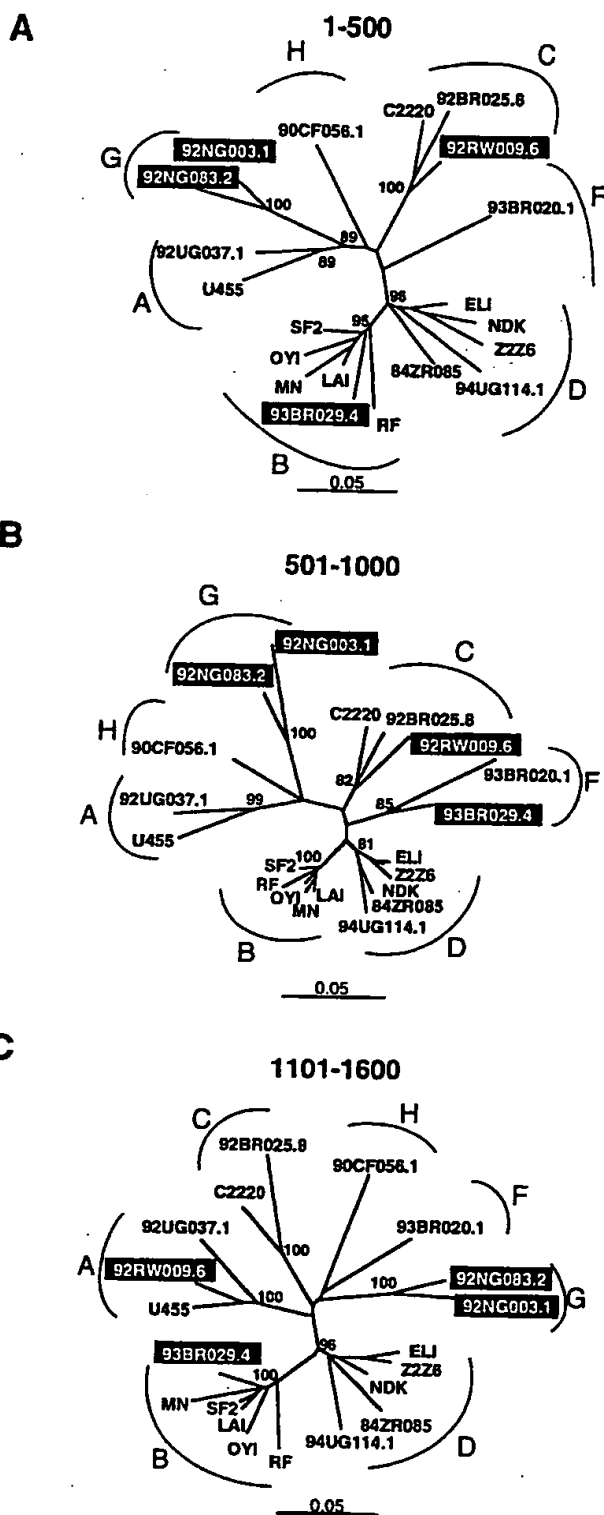 A
1-500
H
C
C2220
92BR025.8
90CF056.1
92NG003.1
92RW009.6
G
92NG083.2
100
100
F
93BR020.1
89
92UG037.1
89
U455
A
96
ELI
SF2
95
NDK
OYI
Z2Z6
MN
LAI
84ZR085
94UG114.1
D
93BR029.4
RF
B
0.05
B
501-1000
G
92NG003.1
C
92NG083.2
C2220
92BR025.8
H
100
92RW009.6
90CF056.1
93BR020.1
F
82
92UG037.1
99
85
93BR029.4
A
U455
100
81
ELI
SF2
Z2Z6
RF
LAI
NDK
OYI
84ZR085
MN
94UG114.1
B
D
0.05
C
1101-1600
C
H
92BR025.8
90CF056.1
C2220
F
92UG037.1
93BR020.1
100
A
92RW009.6
100
92NG083.2
G
U455
100
92NG003.1
93BR029.4
96
ELI
Z2Z6
100
NDK
MN
SF2
LAI
84ZR085
OYI
94UG114.1
D
B
RF
0.05